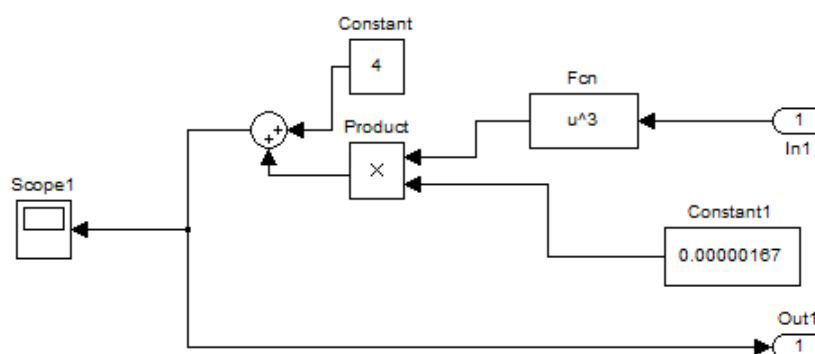 Constant
4
Fcn
u^3
1
In1
+
+
Product
×
Scope1
Constant1
0.00000167
Out1
1